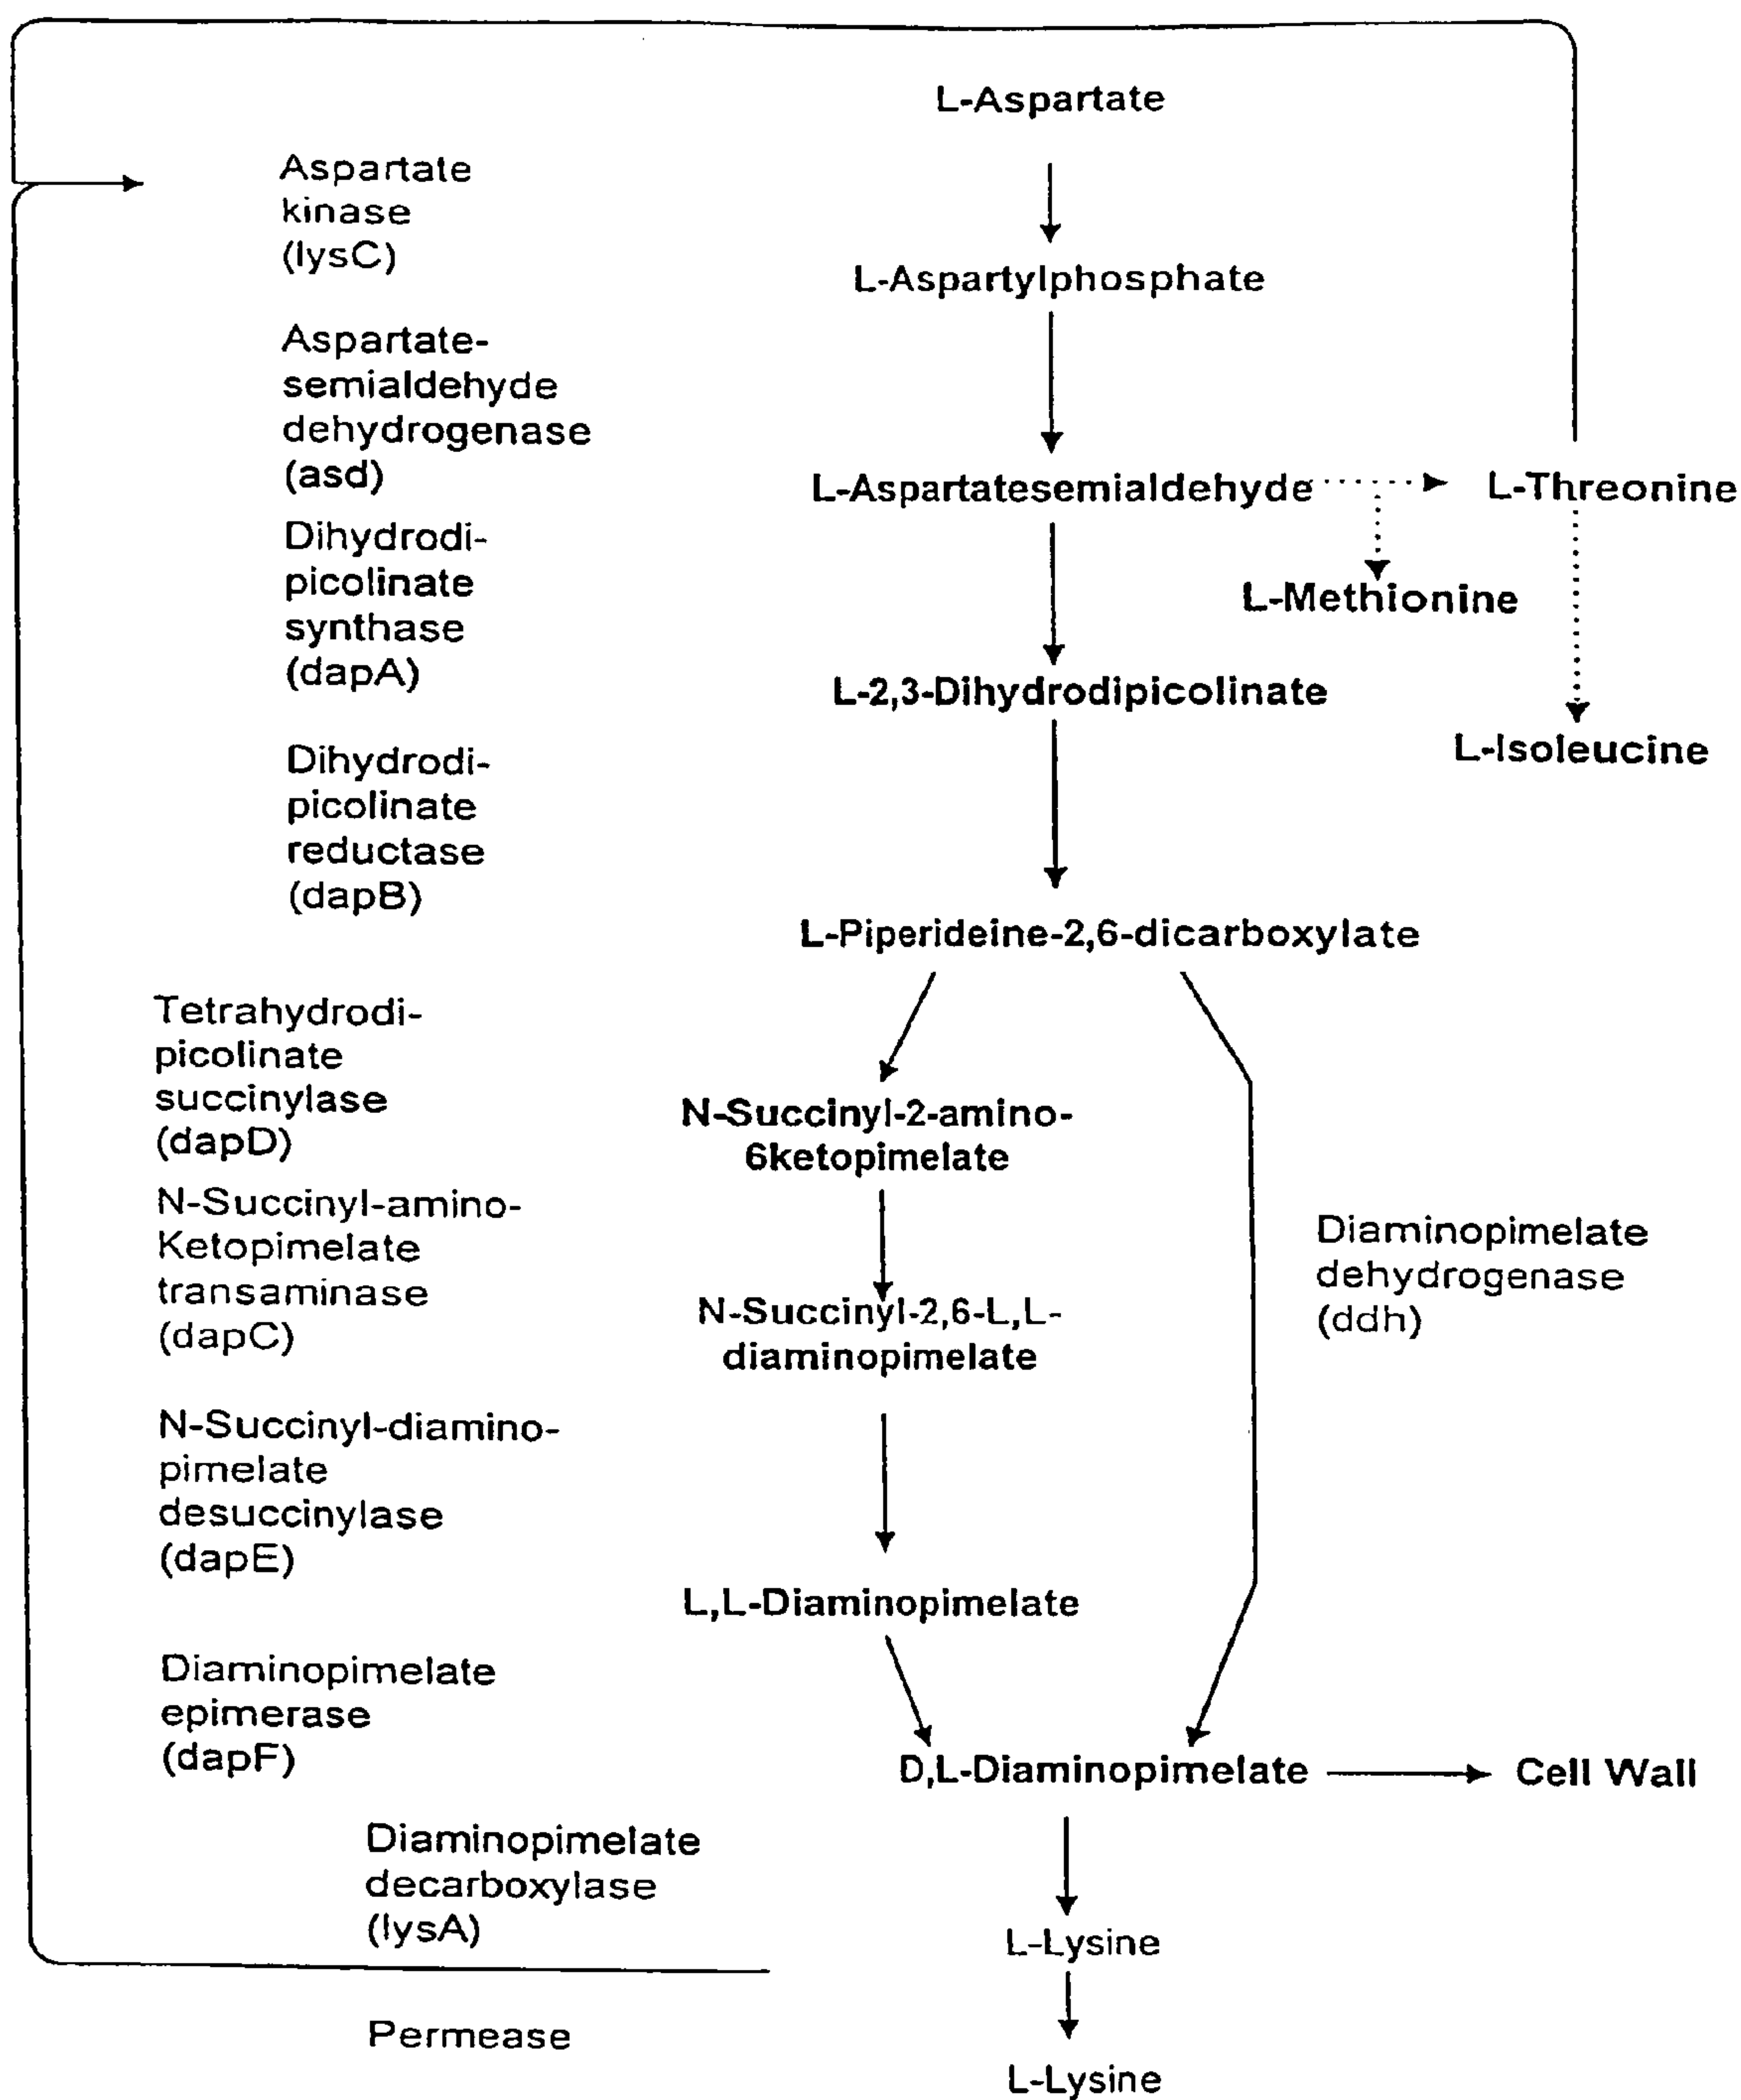 L-Aspartate
Aspartate
kinase
(lysC)
L-Aspartylphosphate
Aspartate-
semialdehyde
dehydrogenase
(asd)
L-Aspartatesemialdehyde
L-Threonine
Dihydrodi-
picolinate
synthase
(dapA)
L-Methionine
L-2,3-Dihydrodipicolinate
L-Isoleucine
Dihydrodi-
picolinate
reductase
(dapB)
L-Piperideine-2,6-dicarboxylate
Tetrahydrodi-
picolinate
succinylase
(dapD)
N-Succinyl-2-amino-
6ketopimelate
N-Succinyl-amino-
Ketopimelate
transaminase
(dapC)
Diaminopimelate
dehydrogenase
(ddh)
N-Succinyl-2,6-L,L-
diaminopimelate
N-Succinyl-diamino-
pimelate
desuccinylase
(dapE)
L,L-Diaminopimelate
Diaminopimelate
epimerase
(dapF)
D,L-Diaminopimelate
Cell Wall
Diaminopimelate
decarboxylase
(lysA)
L-Lysine
Permease
L-Lysine